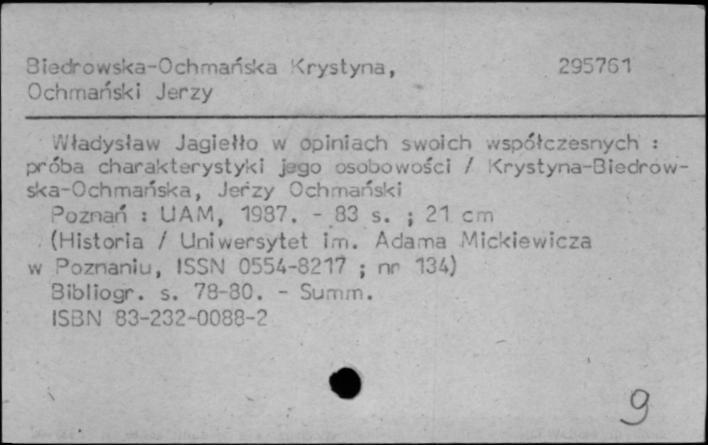 Biedrowska-Ochmańska Krystyna, 295761
Ochmański Jerzy
Władysław Jagiełło w opiniach swoich współczesnych :
próba charakterystyki jego osobowości / Krystyna-Biedrow-
ska-Ochmańska, Jerzy Ochmański
Poznań : UAM, 1987. - 83 s. ; 21 cm
(Historia / Uniwersytet im. Adama Mickiewicza
w Poznaniu, ISSN 0554-8217 ; nr 134)
Bibliogr. s. 78-80. - Summ.
ISBN 83-232-0088-2
9